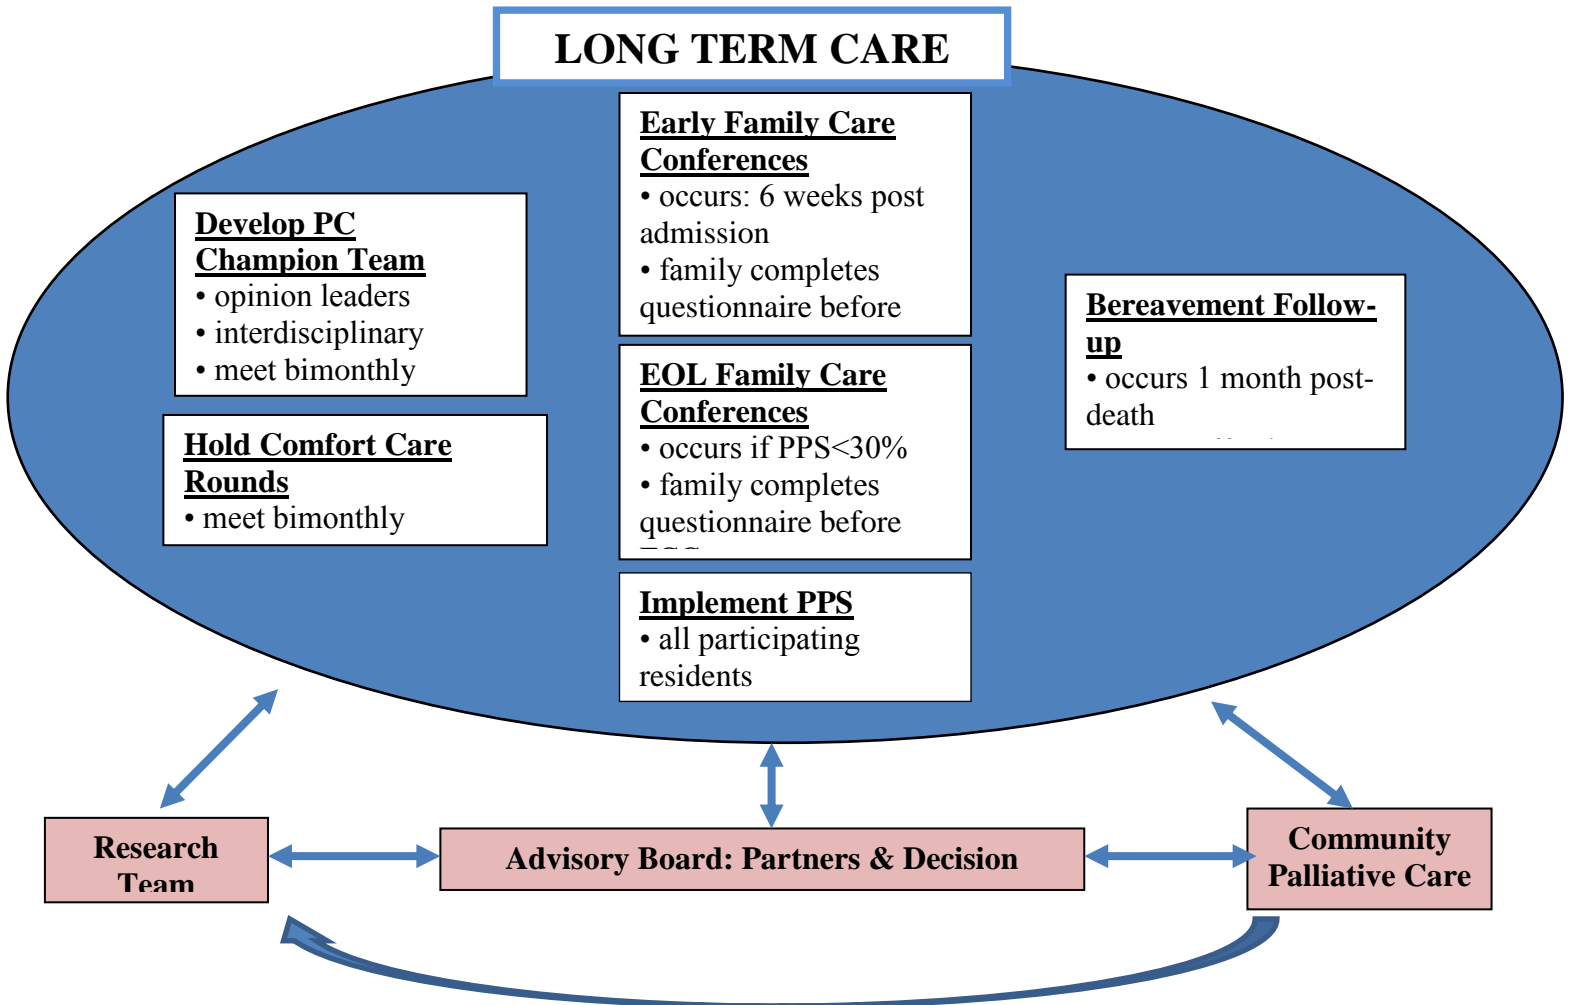 LONG TERM CARE
Develop PC
Champion Team
• opinion leaders
• interdisciplinary
• meet bimonthly
Hold Comfort Care
Rounds
• meet bimonthly
Early Family Care
Conferences
• occurs: 6 weeks post
admission
• family completes
questionnaire before
EOL Family Care
Conferences
• occurs if PPS<30%
• family completes
questionnaire before
Implement PPS
• all participating
residents
Bereavement Follow-
up
• occurs 1 month post-
death
Research
Team
Advisory Board: Partners & Decision
Community
Palliative Care